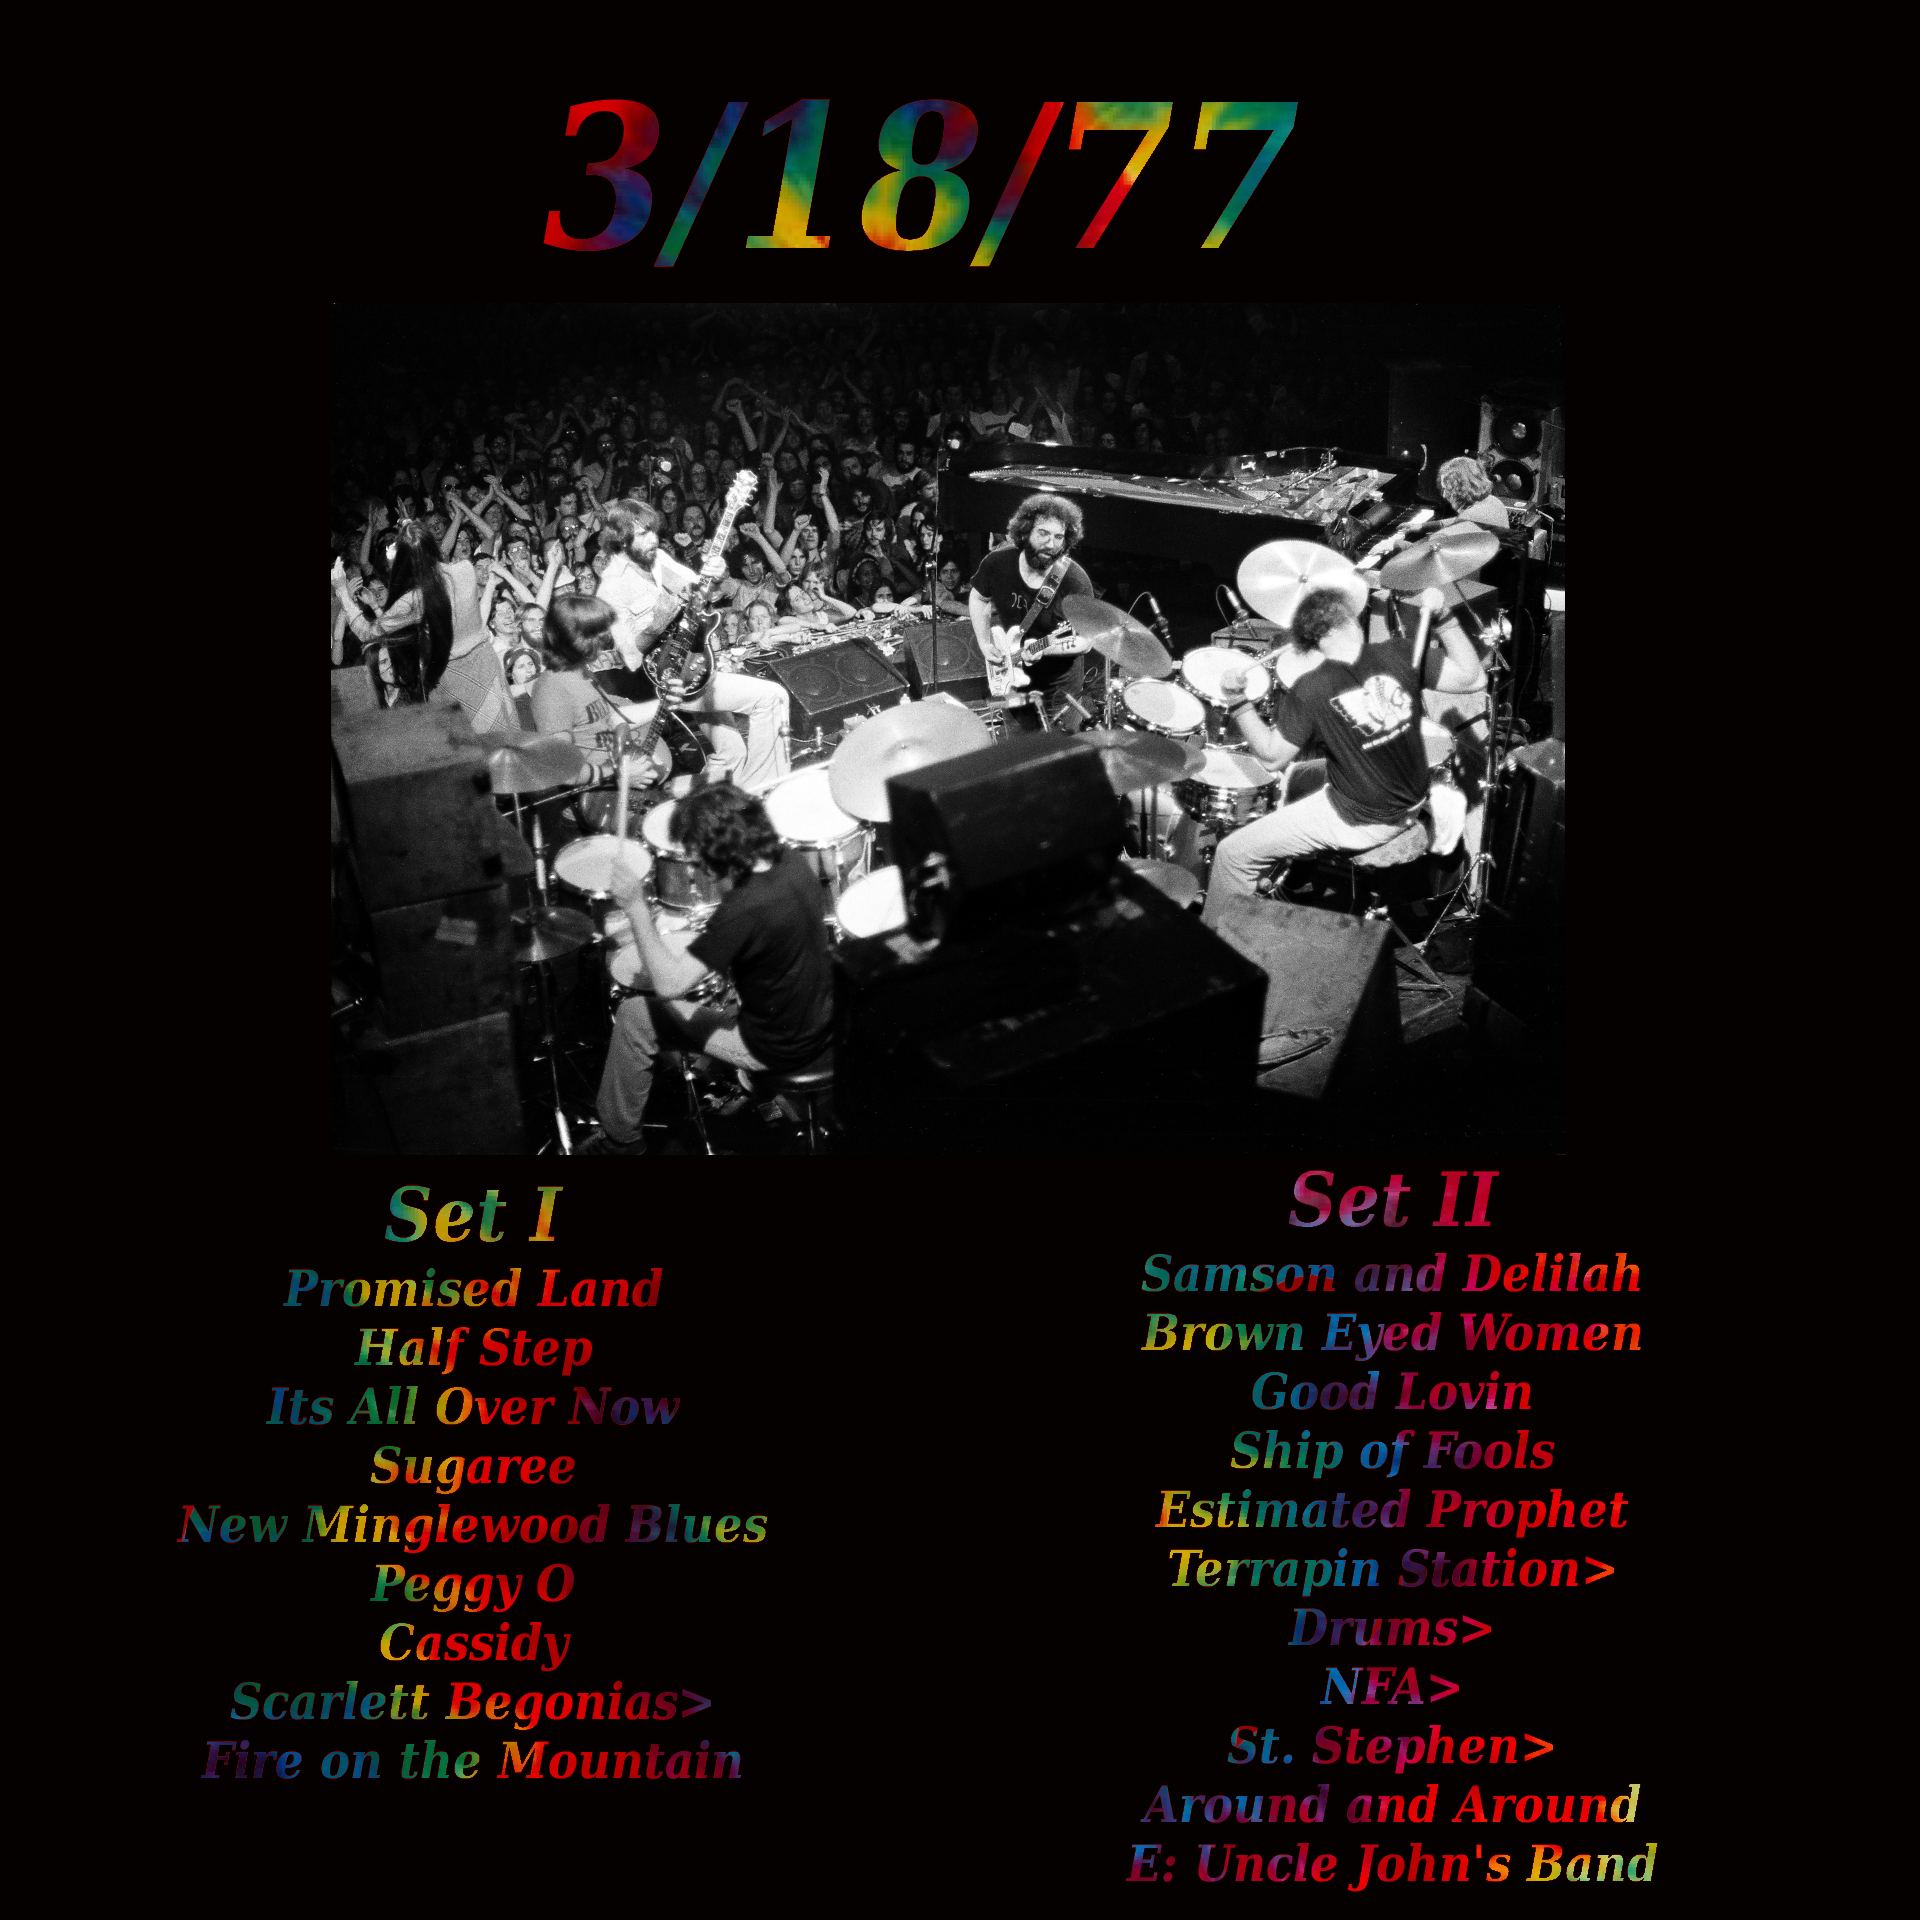 3/18/77
Set I
Promised Land
Half Step
Its All Over Now
Sugaree
New Minglewood Blues
Peggy O
Cassidy
Scarlett Begonias>
Fire on the Mountain
Set II
Samson and Delilah
Brown Eyed Women
Good Lovin
Ship of Fools
Estimated Prophet
Terrapin Station>
Drums>
NFA>
St. Stephen>
Around and Around
E: Uncle John's Band